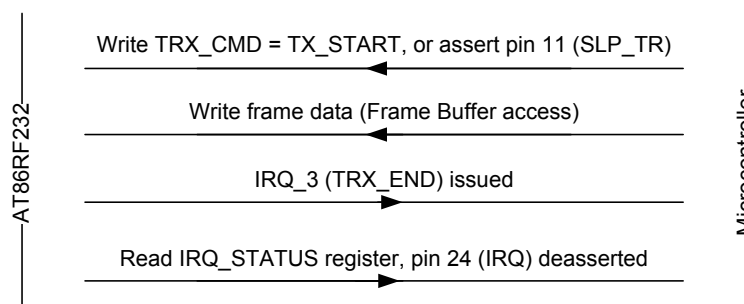 AT86RF232
Write TRX_CMD = TX_START, or assert pin 11 (SLP_TR)
Write frame data (Frame Buffer access)
IRQ_3 (TRX_END) issued
Read IRQ_STATUS register, pin 24 (IRQ) deasserted
Microcontroller